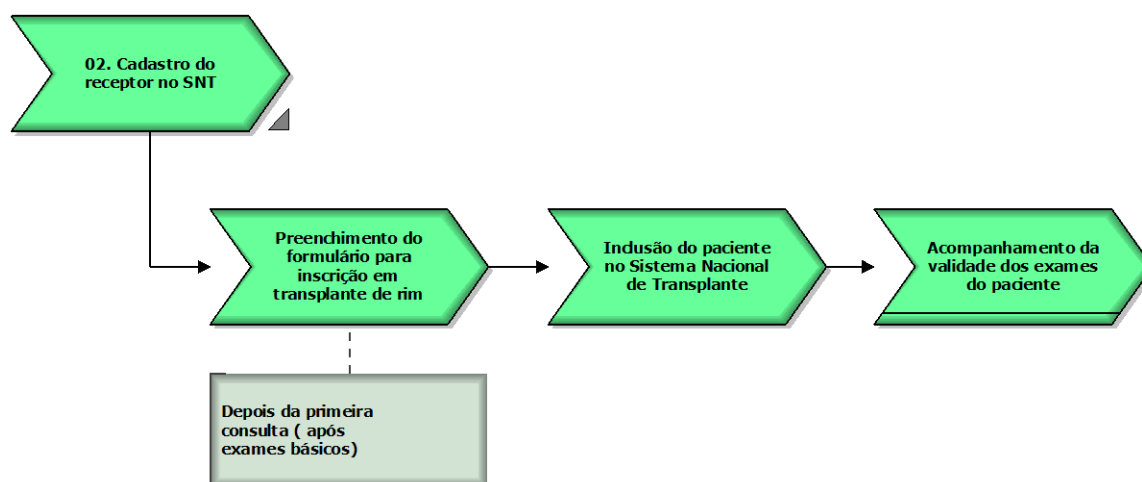 02. Cadastro do
receptor no SNT
Preenchimento do
formulário para
inscrição em
transplante de rim
Inclusão do paciente
no Sistema Nacional
de Transplante
Acompanhamento da
validade dos exames
do paciente
Depois da primeira
consulta ( após
exames básicos)